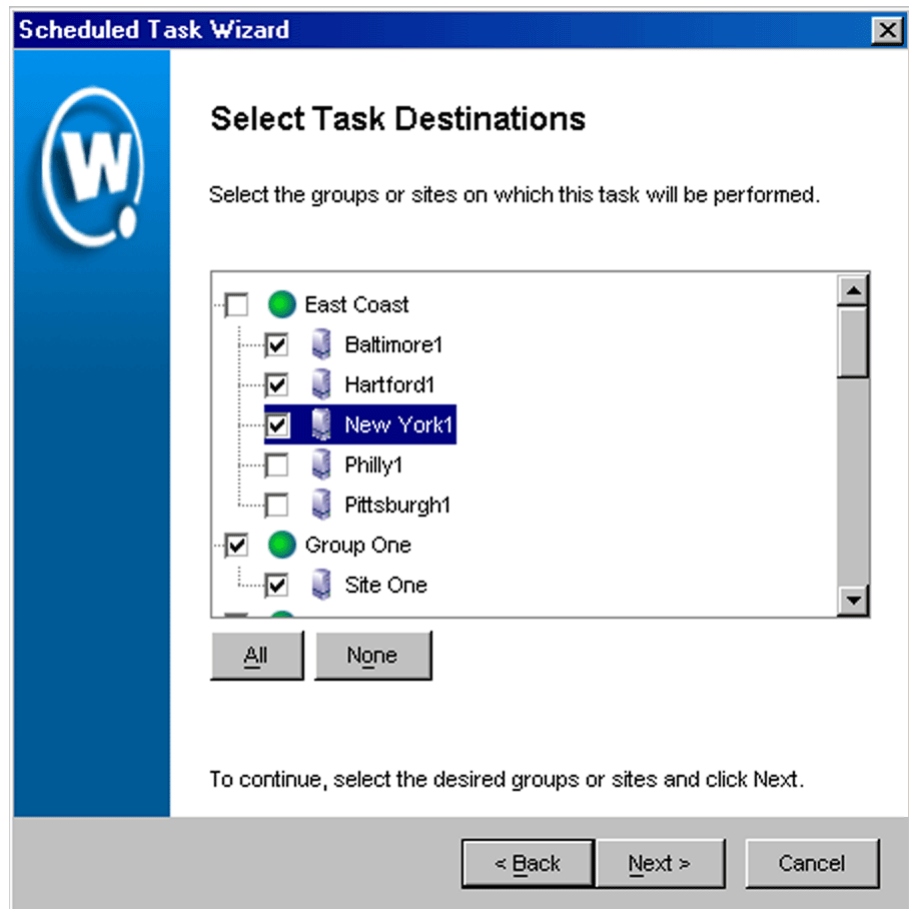 Scheduled Task Wizard
W
Select Task Destinations
Select the groups or sites on which this task will be performed.
East Coast
Baltimore1
Hartford1
New York1
Philly1
Pittsburgh1
Group One
Site One
All None
To continue, select the desired groups or sites and click Next.
< Back Next > Cancel